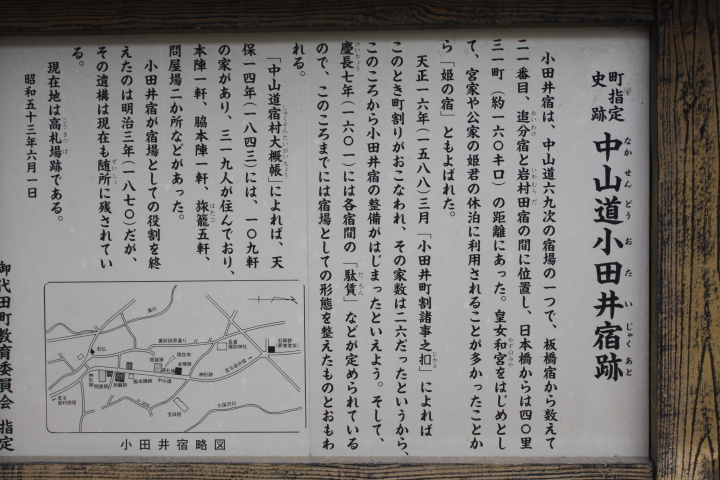 町指定
史跡
中山道小田井宿跡
なかせんどうおたいじゅくあと
小田井宿は、中山道六九次の宿場の一つで、板橋宿から数えて
二一番目、追分宿と岩村田宿の間に位置し、日本橋からは四〇里
三一町(約一六〇キロ)の距離にあった。皇女和宮をはじめとし
て、宮家や公家の姫君の休泊に利用されることが多かったことか
ら「姫の宿」ともよばれた。
天正一六年(一五八八)三月「小田井町割諸事之扣」によれば
このとき町割りがおこなわれ、その家数は二六だったというから、
このころから小田井宿の整備がはじまったといえよう。そして、
慶長七年(一六〇一)には各宿間の「駄賃」などが定められている
ので、このころまでには宿場としての形態を整えたものとおもわ
れる。
「中山道宿村大概帳」によれば、天
保一四年(一八四三)には、一〇九軒
の家があり、三一九人が住んでおり、
本陣一軒、脇本陣一軒、旅籠五軒、
問屋場二か所などがあった。
小田井宿が宿場としての役割を終
えたのは明治三年(一八七〇)だが、
その遺構は現在も随所に残されてい
る。
現在地は高札場跡である。
昭和五十三年六月一日
御代田町教育委員会 指定
小田井宿略図
現在地
中山道